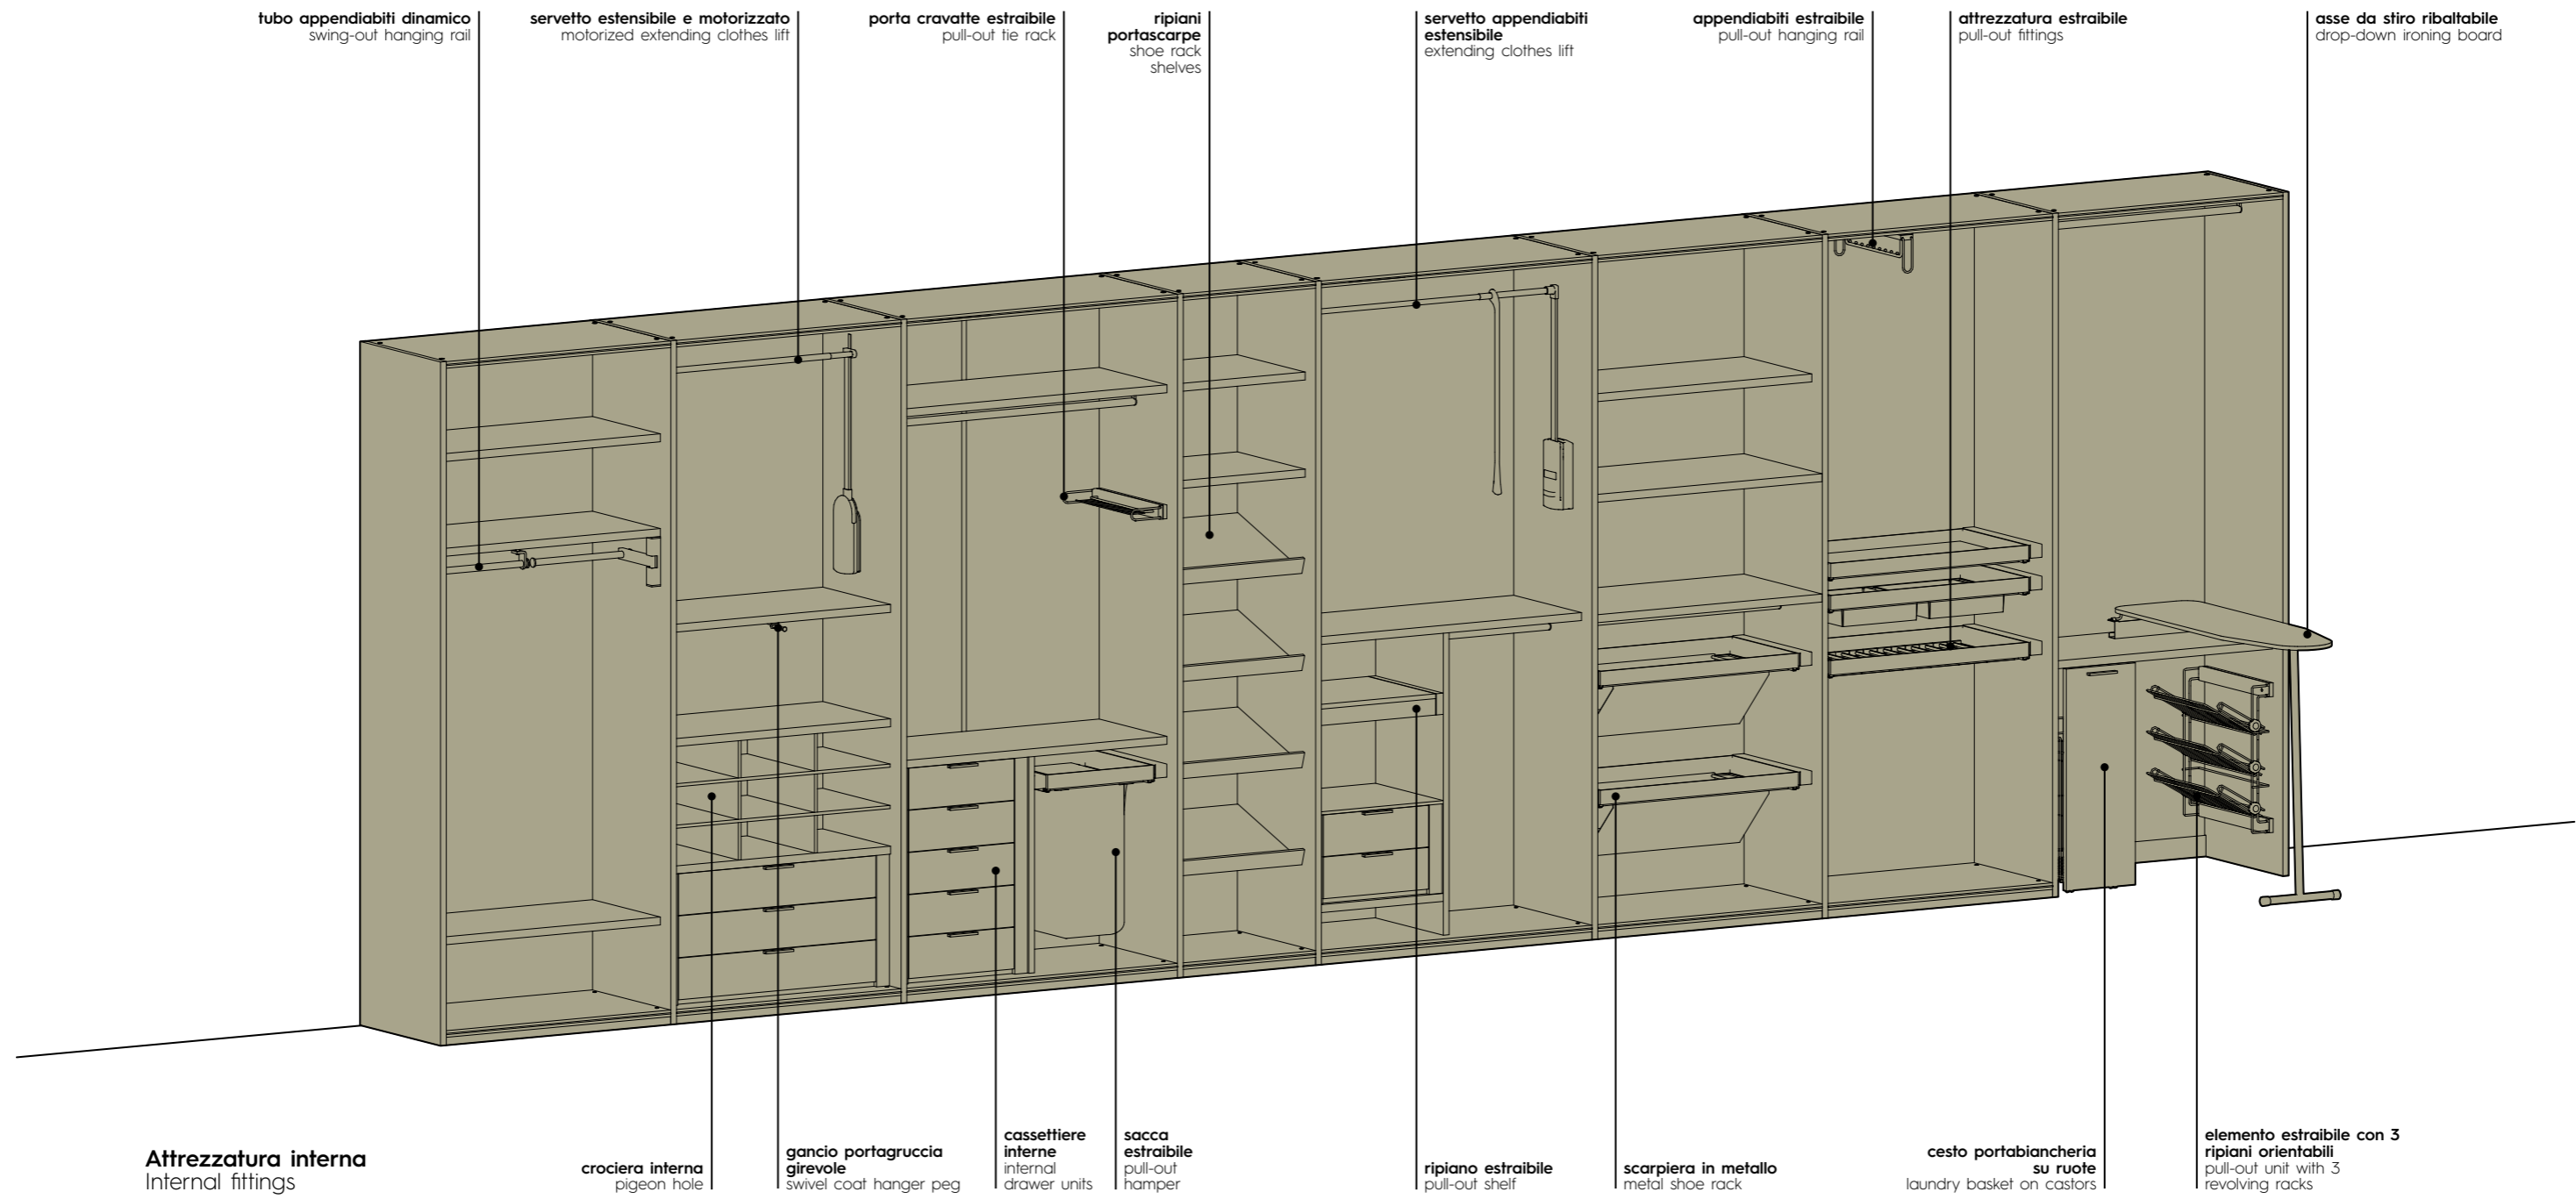 tubo appendiabiti dinamico
swing-out hanging rail
servetto estensibile e motorizzato
motorized extending clothes lift
porta cravatte estraibile
pull-out tie rack
ripiani
portascarpe
shoe rack
shelves
servetto appendiabiti
estensibile
extending clothes lift
appendiabiti estraibile
pull-out hanging rail
attrezzatura estraibile
pull-out fittings
asse da stiro ribaltabile
drop-down ironing board
Attrezzatura interna
Internal fittings
crociera interna
pigeon hole
gancio portagruccia
girevole
swivel coat hanger peg
cassettiere
interne
internal
drawer units
sacca
estraibile
pull-out
hamper
ripiano estraibile
pull-out shelf
scarpiera in metallo
metal shoe rack
cesto portabiancheria
su ruote
laundry basket on castors
elemento estraibile con 3
ripiani orientabili
pull-out unit with 3
revolving racks